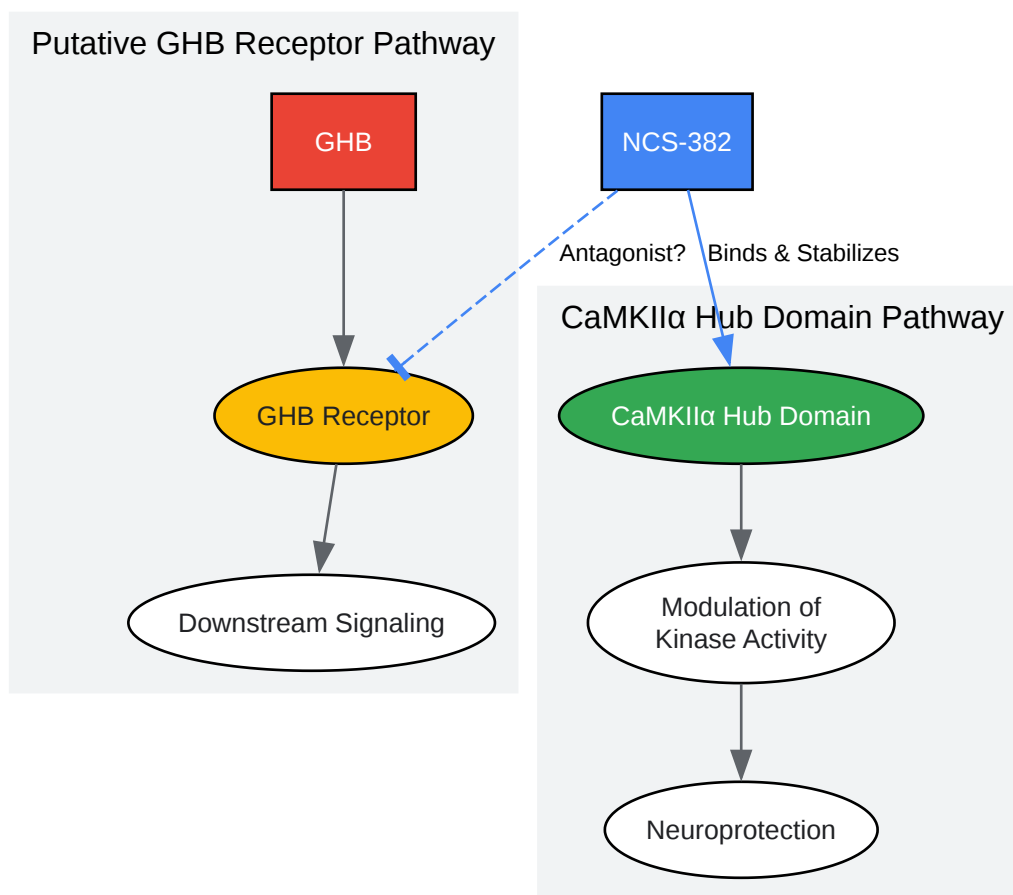 Putative GHB Receptor Pathway
GHB
NCS-382
Antagonist?
Binds & Stabilizes
CaMKIIα Hub Domain Pathway
GHB Receptor
CaMKIIα Hub Domain
Downstream Signaling
Modulation of
Kinase Activity
Neuroprotection